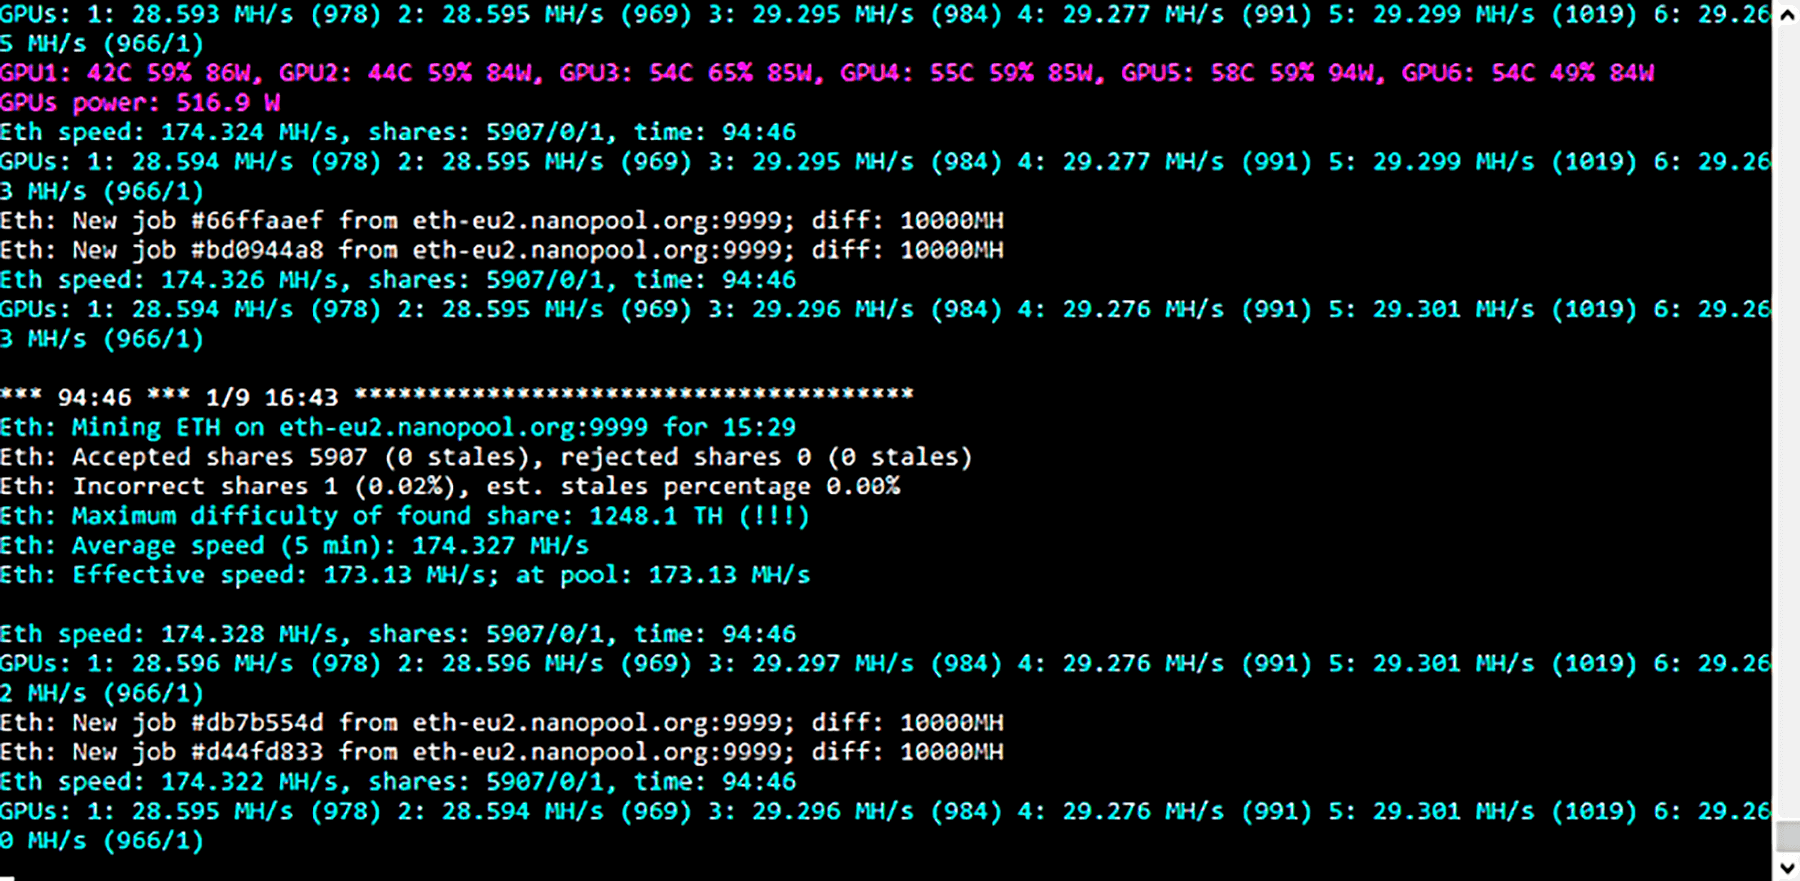 GPUs: 1: 28.593 MH/s (978) 2: 28.595 MH/s (969) 3: 29.295 MH/s (984) 4: 29.277 MH/s (991) 5: 29.299 MH/s (1019) 6: 29.26
5 MH/s (966/1)
GPU1: 42C 59% 86W, GPU2: 44C 59% 84W, GPU3: 54C 65% 85W, GPU4: 55C 59% 85W, GPU5: 58C 59% 94W, GPU6: 54C 49% 84W
GPUs power: 516.9 W
Eth speed: 174.324 MH/s, shares: 5907/0/1, time: 94:46
GPUs: 1: 28.594 MH/s (978) 2: 28.595 MH/s (969) 3: 29.295 MH/s (984) 4: 29.277 MH/s (991) 5: 29.299 MH/s (1019) 6: 29.26
3 MH/s (966/1)
Eth: New job #66ffaaef from eth-eu2.nanopool.org:9999; diff: 10000MH
Eth: New job #bd0944a8 from eth-eu2.nanopool.org:9999; diff: 10000MH
Eth speed: 174.326 MH/s, shares: 5907/0/1, time: 94:46
GPUs: 1: 28.594 MH/s (978) 2: 28.595 MH/s (969) 3: 29.296 MH/s (984) 4: 29.276 MH/s (991) 5: 29.301 MH/s (1019) 6: 29.26
3 MH/s (966/1)
*** 94:46 *** 1/9 16:43 **************************************
Eth: Mining ETH on eth-eu2.nanopool.org:9999 for 15:29
Eth: Accepted shares 5907 (0 stales), rejected shares 0 (0 stales)
Eth: Incorrect shares 1 (0.02%), est. stales percentage 0.00%
Eth: Maximum difficulty of found share: 1248.1 TH (!!!)
Eth: Average speed (5 min): 174.327 MH/s
Eth: Effective speed: 173.13 MH/s; at pool: 173.13 MH/s
Eth speed: 174.328 MH/s, shares: 5907/0/1, time: 94:46
GPUs: 1: 28.596 MH/s (978) 2: 28.596 MH/s (969) 3: 29.297 MH/s (984) 4: 29.276 MH/s (991) 5: 29.301 MH/s (1019) 6: 29.26
2 MH/s (966/1)
Eth: New job #db7b554d from eth-eu2.nanopool.org:9999; diff: 10000MH
Eth: New job #d44fd833 from eth-eu2.nanopool.org:9999; diff: 10000MH
Eth speed: 174.322 MH/s, shares: 5907/0/1, time: 94:46
GPUs: 1: 28.595 MH/s (978) 2: 28.594 MH/s (969) 3: 29.296 MH/s (984) 4: 29.276 MH/s (991) 5: 29.301 MH/s (1019) 6: 29.26
0 MH/s (966/1)